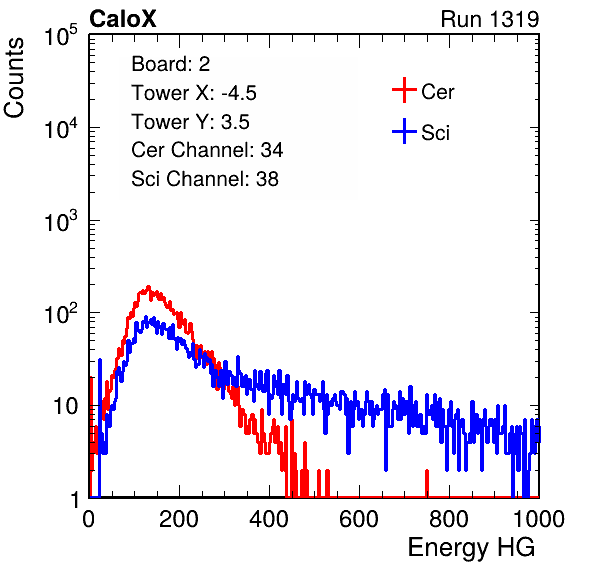 CaloX Run 1319
Counts
Board: 2
Tower X: -4.5
Tower Y: 3.5
Cer Channel: 34
Sci Channel: 38
Cer
Sci
10^5
10^4
10^3
10^2
10
1
0 200 400 600 800 1000
Energy HG